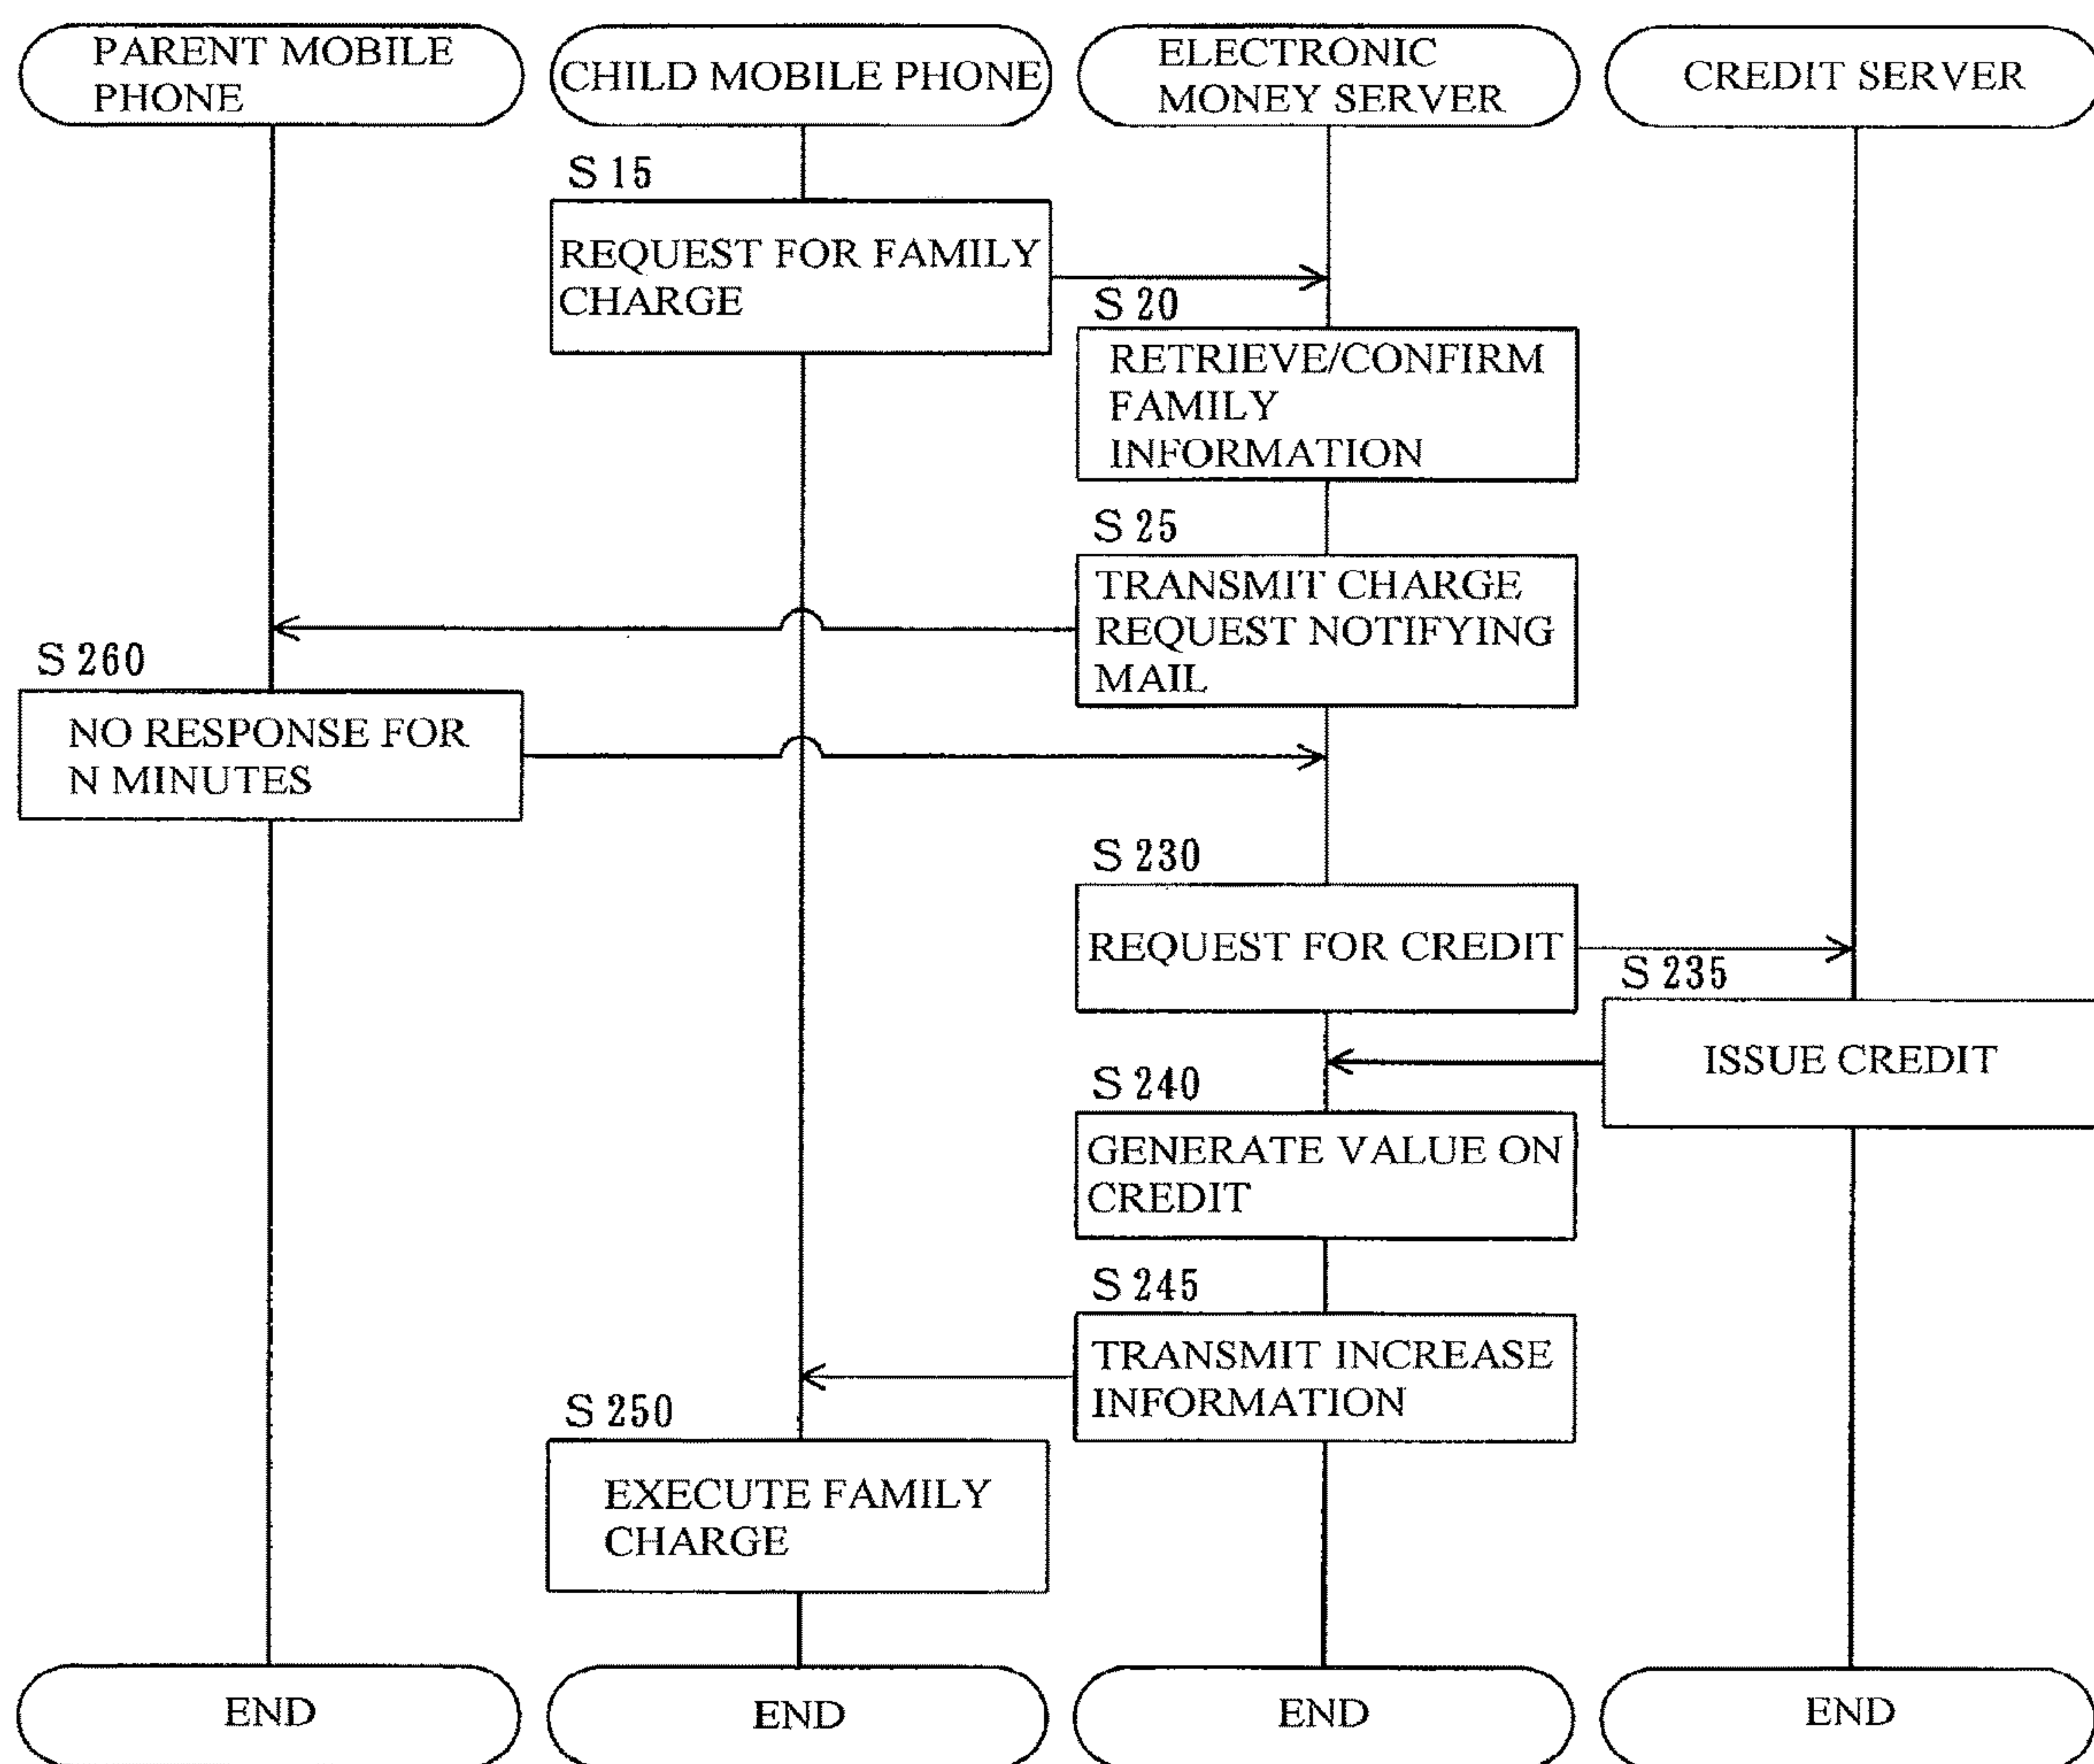 PARENT MOBILE
PHONE
CHILD MOBILE PHONE
ELECTRONIC
MONEY SERVER
CREDIT SERVER
S 15
REQUEST FOR FAMILY
CHARGE
S 20
RETRIEVE/CONFIRM
FAMILY
INFORMATION
S 25
TRANSMIT CHARGE
REQUEST NOTIFYING
MAIL
S 260
NO RESPONSE FOR
N MINUTES
S 230
REQUEST FOR CREDIT
S 235
ISSUE CREDIT
S 240
GENERATE VALUE ON
CREDIT
S 245
TRANSMIT INCREASE
INFORMATION
S 250
EXECUTE FAMILY
CHARGE
END
END
END
END